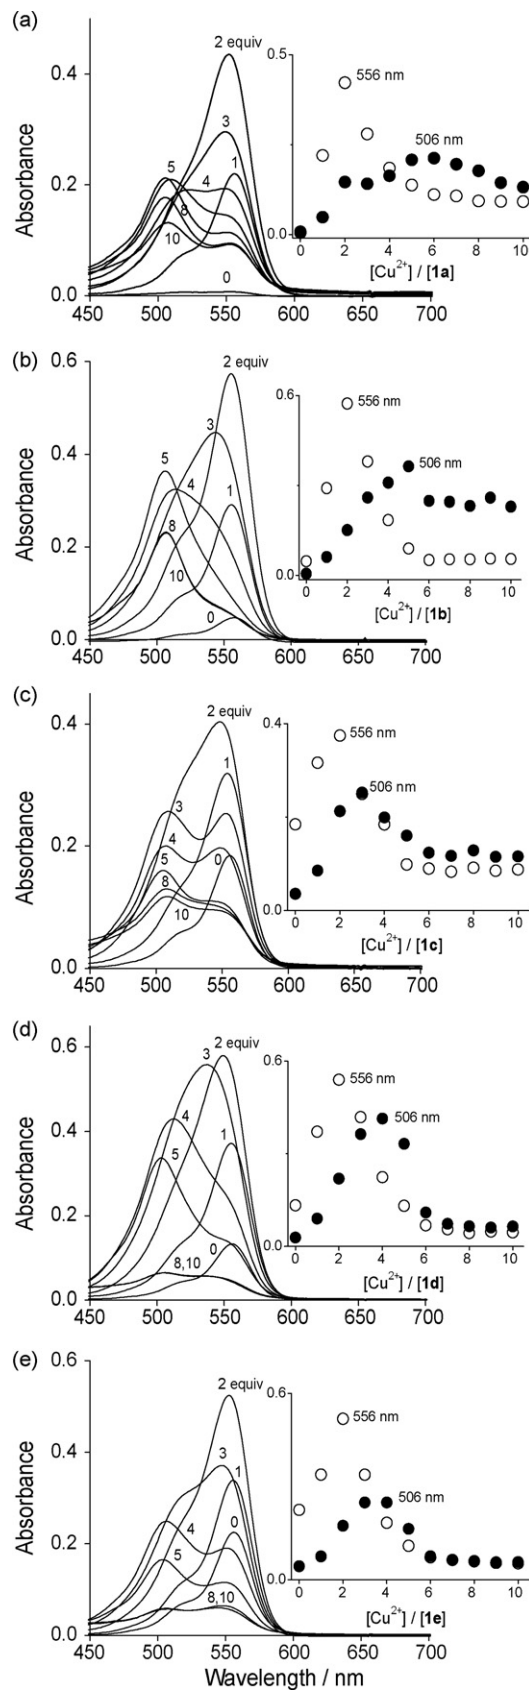 (a)
Absorbance
0.4
0.2
0.0
2 equiv
3
1
5
4
8
10
0
450 500 550 600 650 700
0.5
0.0
556 nm
506 nm
0 2 4 6 8 10
[Cu²⁺] / [1a]
(b)
Absorbance
0.6
0.4
0.2
0.0
2 equiv
3
5
4
1
8
10
0
450 500 550 600 650 700
0.6
0.0
556 nm
506 nm
0 2 4 6 8 10
[Cu²⁺] / [1b]
(c)
Absorbance
0.4
0.2
0.0
2 equiv
1
3
4
5
0
8
10
450 500 550 600 650 700
0.4
0.0
556 nm
506 nm
0 2 4 6 8 10
[Cu²⁺] / [1c]
(d)
Absorbance
0.6
0.4
0.2
0.0
2 equiv
3
4
1
5
0
8,10
450 500 550 600 650 700
0.6
0.0
556 nm
506 nm
0 2 4 6 8 10
[Cu²⁺] / [1d]
(e)
Absorbance
0.6
0.4
0.2
0.0
2 equiv
3
1
0
4
5
8,10
450 500 550 600 650 700
0.6
0.0
556 nm
506 nm
0 2 4 6 8 10
[Cu²⁺] / [1e]
Wavelength / nm